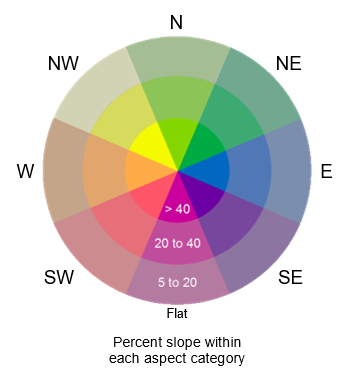 N
NW
NE
W
E
> 40
20 to 40
SW
SE
5 to 20
Flat
Percent slope within
each aspect category